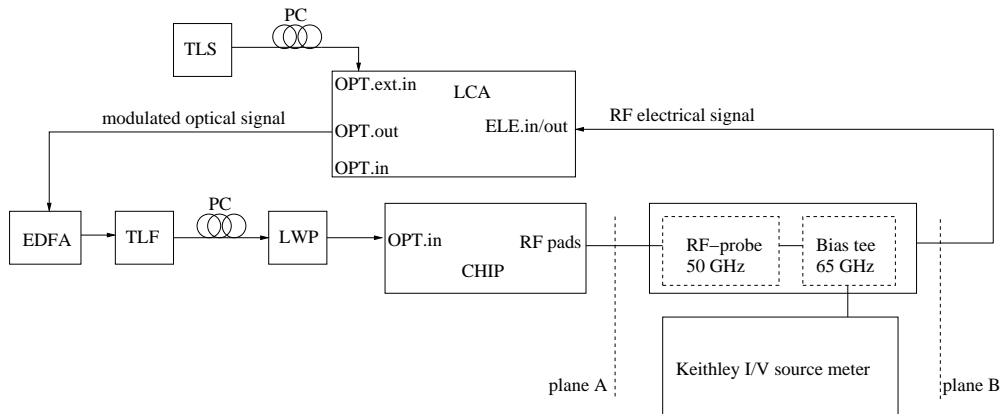 PC
TLS
OPT.ext.in
LCA
modulated optical signal
OPT.out
ELE.in/out
RF electrical signal
OPT.in
PC
EDFA
TLF
LWP
OPT.in
RF pads
CHIP
RF−probe
50 GHz
Bias tee
65 GHz
plane A
Keithley I/V source meter
plane B